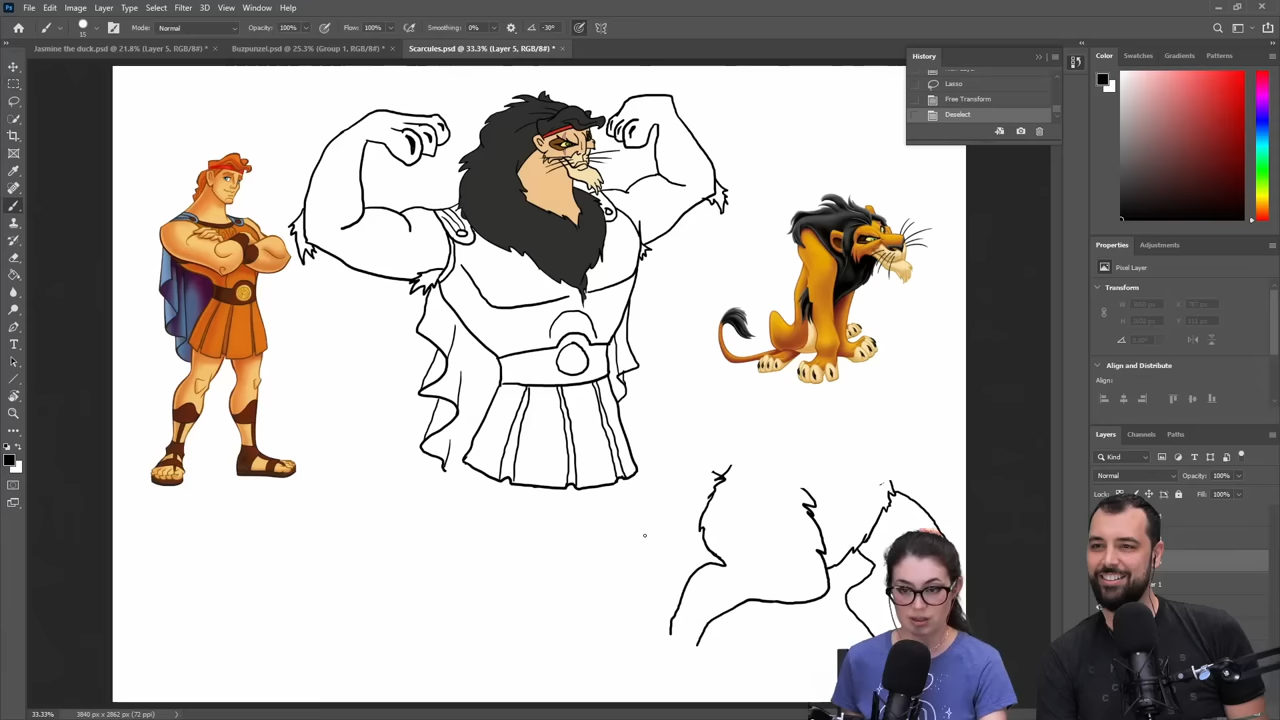 File Edit Image Layer Type Select Filter 3D View Window Help
15 Mode: Normal Opacity: 100% Flow: 100% Smoothing: 0% -30°
Jasmine the duck.psd @ 21.8% (Layer 5, RGB/8#) * × Buzpunzel.psd @ 25.3% (Group 1, RGB/8#) * × Scarcules.psd @ 33.3% (Layer 5, RGB/8#) * ×
History
Lasso
Free Transform
Deselect
Color Swatches Gradients Patterns
Properties Adjustments
Pixel Layer
Transform
Align and Distribute
Align:
Layers Channels Paths
Kind
Normal Opacity: 100%
Lock: Fill: 100%
33.33% 3840 px x 2862 px (72 ppi)